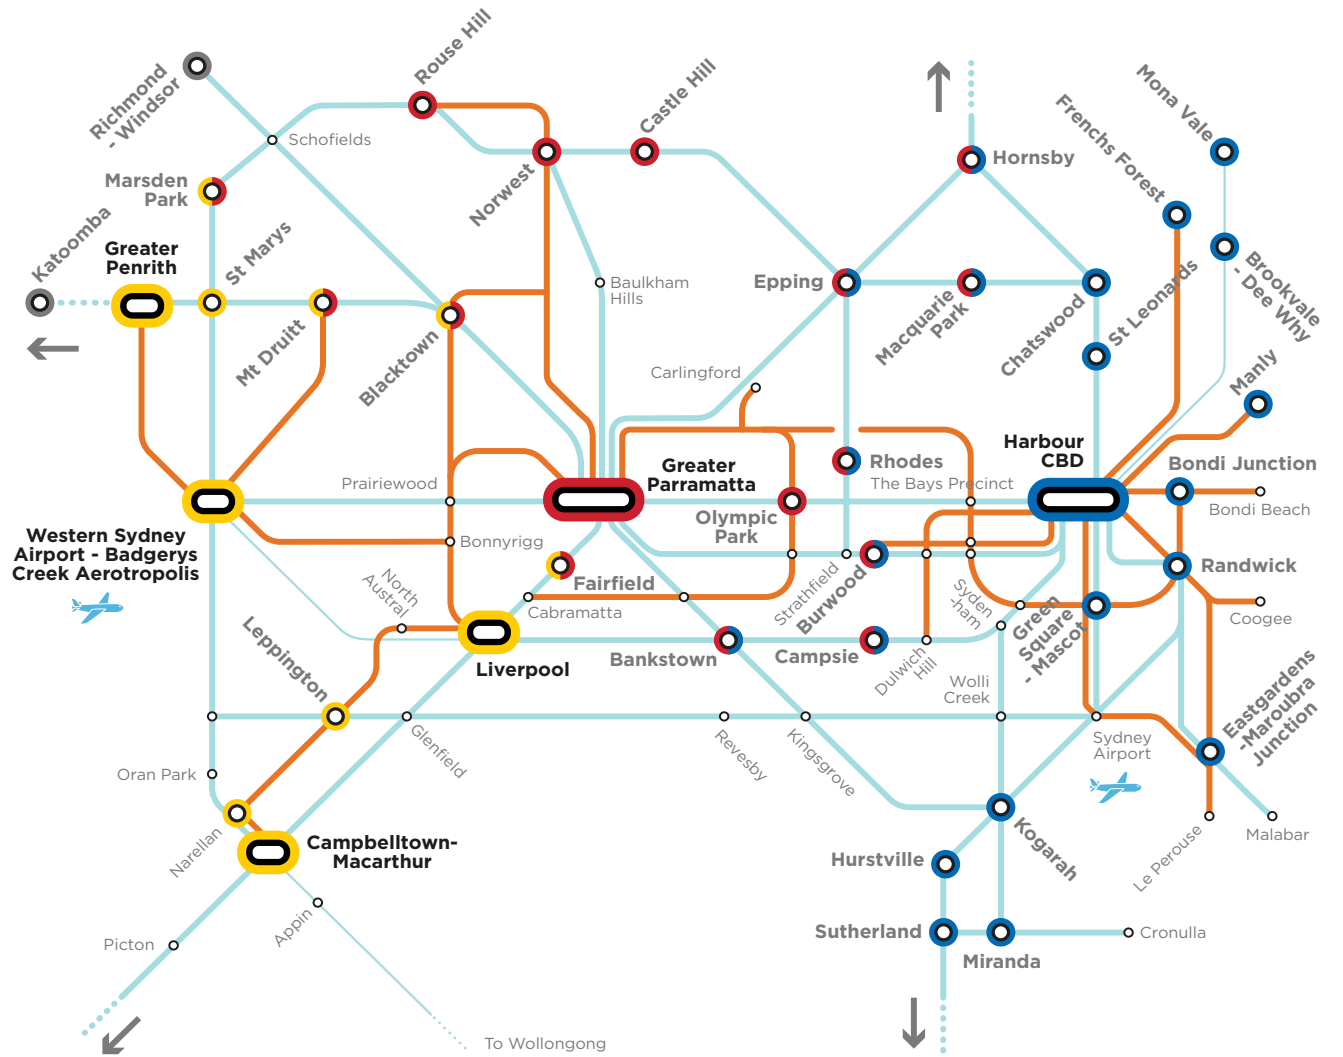 Rouse Hill
Castle Hill
Richmond
- Windsor
Schofields
Mona Vale
Frenchs Forest
Hornsby
Norwest
Marsden
Park
Katoomba
Greater
Penrith
St Marys
Baulkham
Hills
Epping
Macquarie
Park
Chatswood
St Leonards
Brookvale
- Dee Why
Mt Druitt
Blacktown
Carlingford
Manly
Harbour
CBD
Greater
Parramatta
Rhodes
The Bays Precinct
Bondi Junction
Bondi Beach
Prairiewood
Olympic
Park
Western Sydney
Airport - Badgerys
Creek Aerotropolis
Bonnyrigg
North
Austral
Fairfield
Cabramatta
Strathfield
Burwood
Syden
-ham
Green
Square
- Mascot
Randwick
Coogee
Leppington
Liverpool
Bankstown
Campsie
Dulwich
Hill
Wolli
Creek
Eastgardens
-Maroubra
Junction
Glenfield
Revesby
Kingsgrove
Sydney
Airport
Oran Park
Narellan
Campbelltown-
Macarthur
Kogarah
Hurstville
Le Perouse
Malabar
Picton
Appin
Sutherland
Miranda
Cronulla
To Wollongong